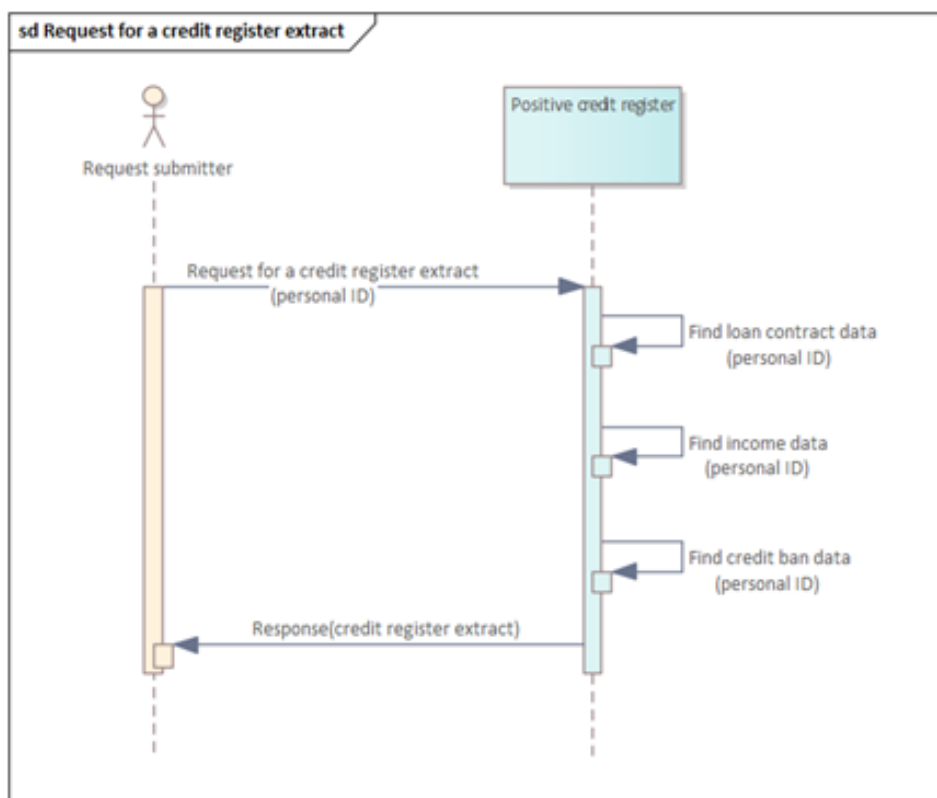 sd Request for a credit register extract
Request submitter
Positive credit register
Request for a credit register extract
(personal ID)
Find loan contract data
(personal ID)
Find income data
(personal ID)
Find credit ban data
(personal ID)
Response(credit register extract)